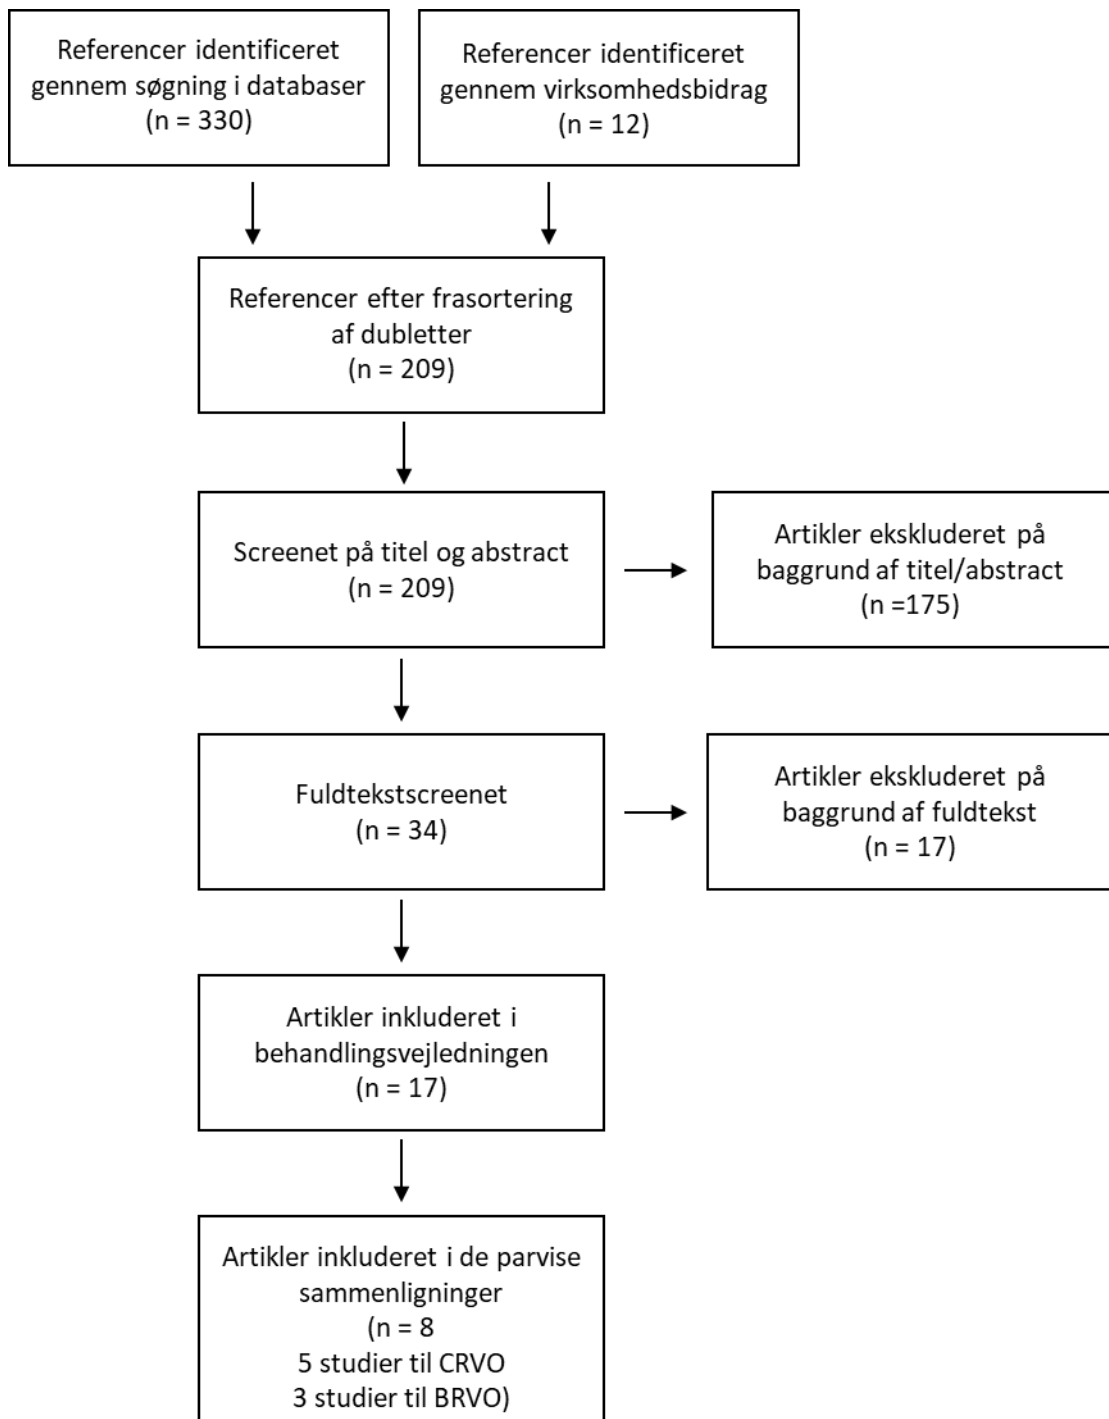 Referencer identificeret
gennem søgning i databaser
(n = 330)
Referencer identificeret
gennem virksomhedsbidrag
(n = 12)
Referencer efter frasortering
af dubletter
(n = 209)
Screenet på titel og abstract
(n = 209)
Artikler ekskluderet på
baggrund af titel/abstract
(n =175)
Fuldtekstscreenet
(n = 34)
Artikler ekskluderet på
baggrund af fuldtekst
(n = 17)
Artikler inkluderet i
behandlingsvejledningen
(n = 17)
Artikler inkluderet i de parvise
sammenligninger
(n = 8
5 studier til CRVO
3 studier til BRVO)